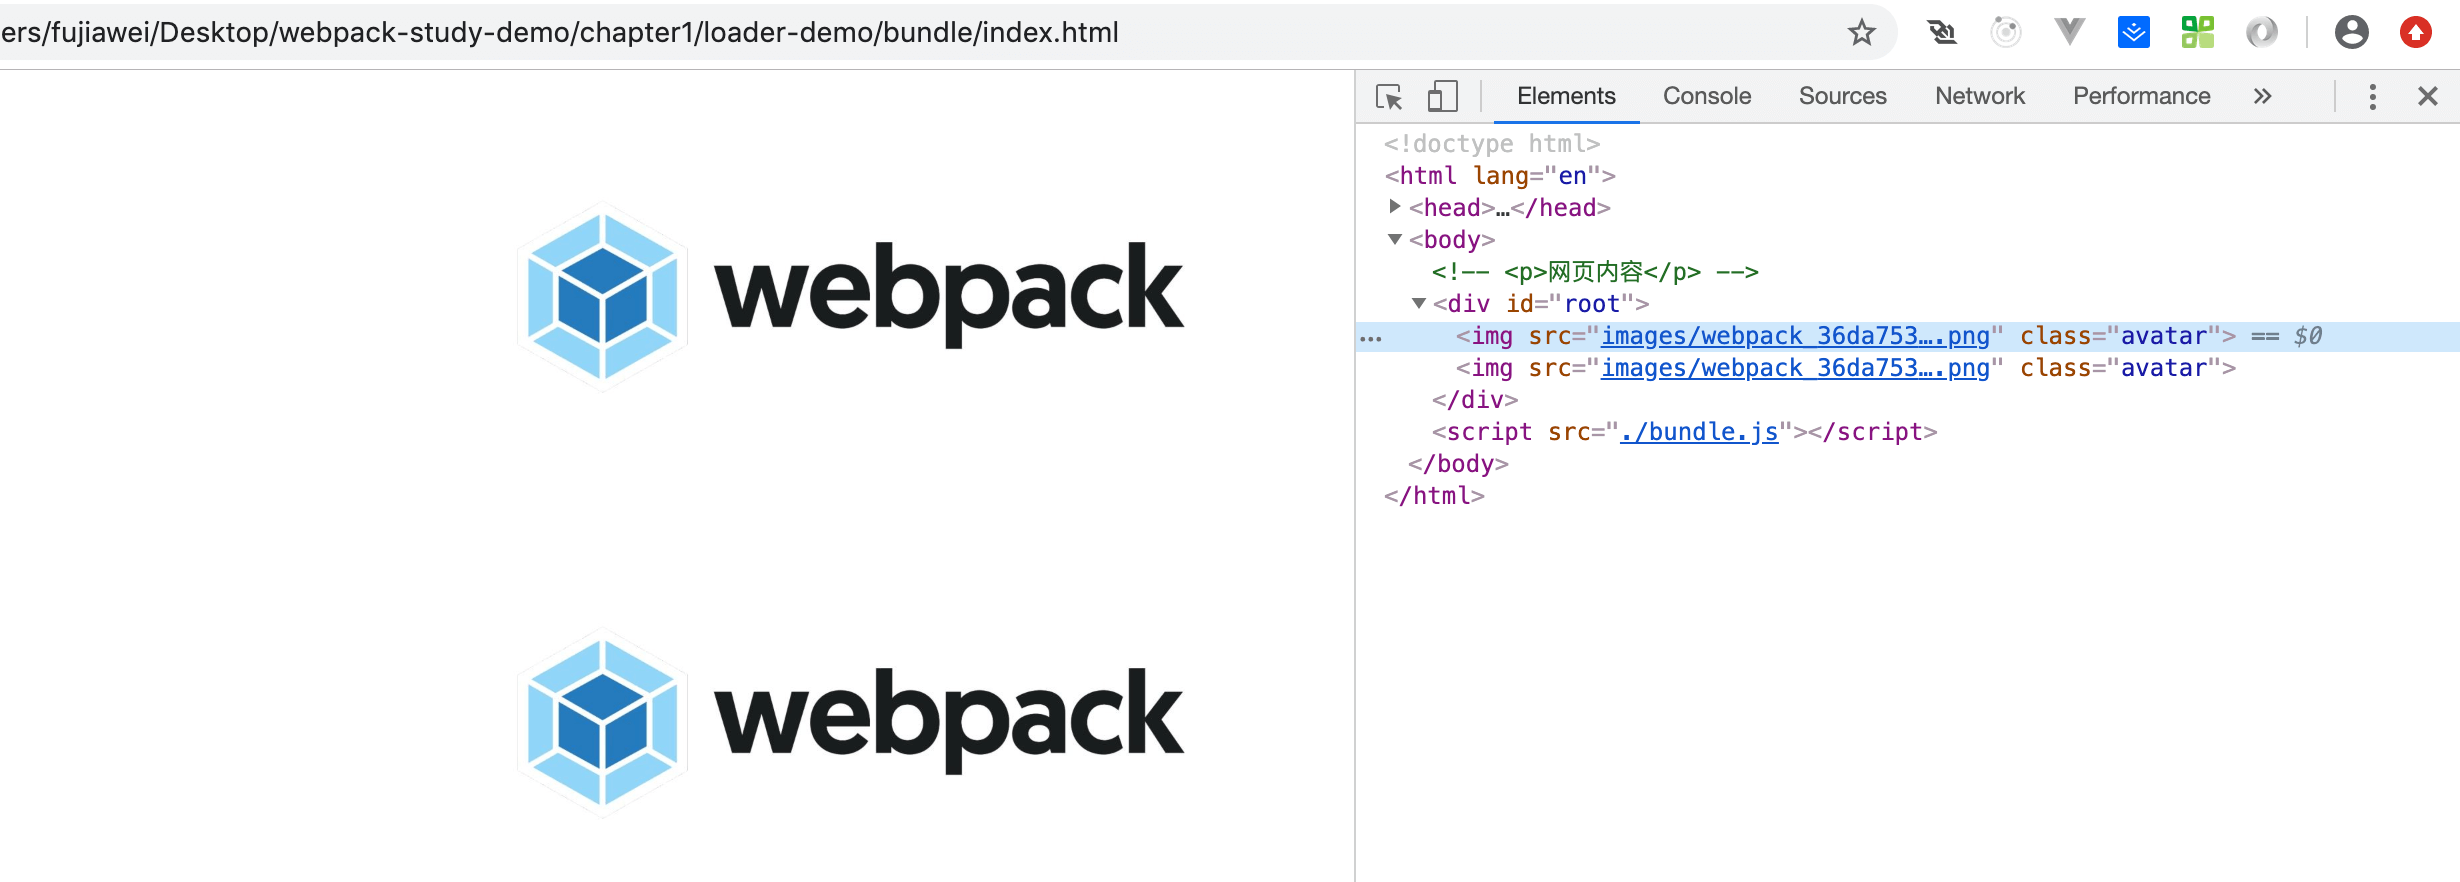 ers/fujiawei/Desktop/webpack-study-demo/chapter1/loader-demo/bundle/index.html
webpack
webpack
Elements Console Sources Network Performance
<!doctype html>
<html lang="en">
<head>…</head>
<body>
<!-- <p>网页内容</p> -->
<div id="root">
<img src="images/webpack_36da753….png" class="avatar"> == $0
<img src="images/webpack_36da753….png" class="avatar">
</div>
<script src="./bundle.js"></script>
</body>
</html>